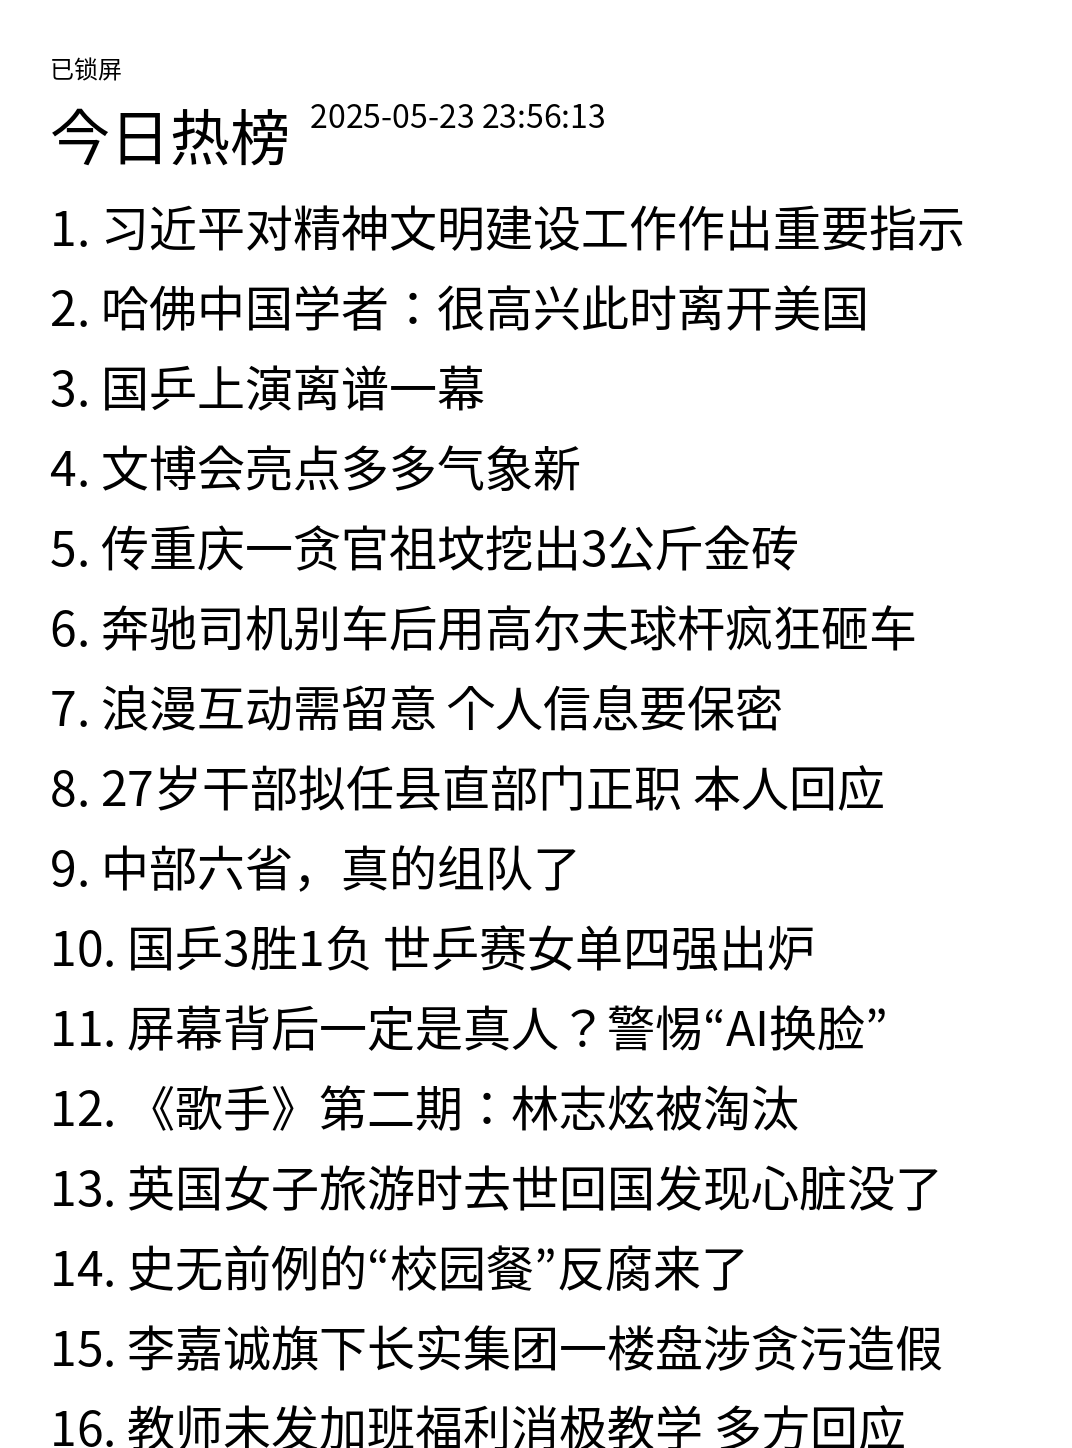 已锁屏
今日热榜 2025-05-23 23:56:13
1. 习近平对精神文明建设工作作出重要指示
2. 哈佛中国学者：很高兴此时离开美国
3. 国乒上演离谱一幕
4. 文博会亮点多多气象新
5. 传重庆一贪官祖坟挖出3公斤金砖
6. 奔驰司机别车后用高尔夫球杆疯狂砸车
7. 浪漫互动需留意 个人信息要保密
8. 27岁干部拟任县直部门正职 本人回应
9. 中部六省，真的组队了
10. 国乒3胜1负 世乒赛女单四强出炉
11. 屏幕背后一定是真人？警惕“AI换脸”
12. 《歌手》第二期：林志炫被淘汰
13. 英国女子旅游时去世回国发现心脏没了
14. 史无前例的“校园餐”反腐来了
15. 李嘉诚旗下长实集团一楼盘涉贪污造假
16. 教师未发加班福利消极教学 多方回应